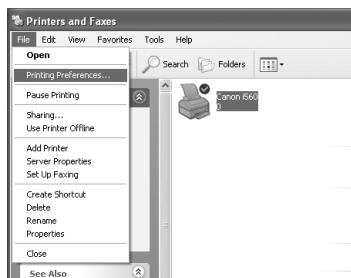 Printers and Faxes
File Edit View Favorites Tools Help
Open
Printing Preferences...
Pause Printing
Sharing...
Use Printer Offline
Add Printer
Server Properties
Set Up Faxing
Create Shortcut
Delete
Rename
Properties
Close
Search Folders
Canon i560
0
See Also